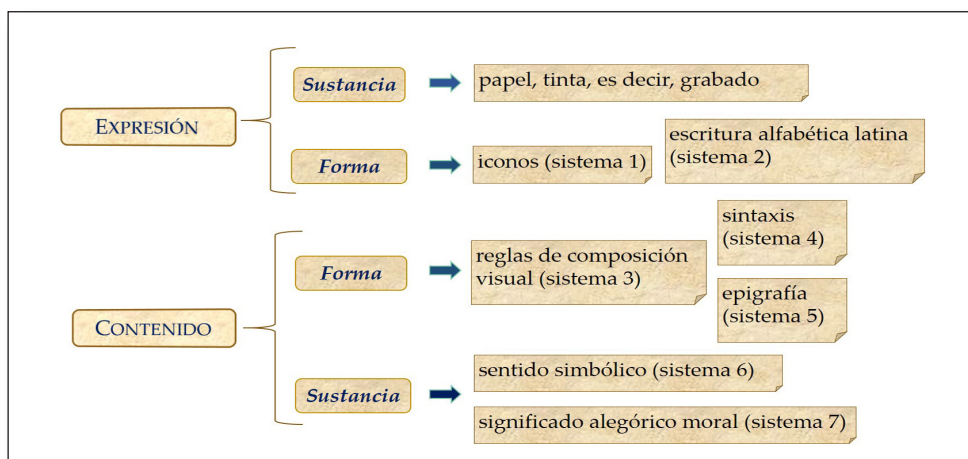 EXPRESIÓN
Sustancia
papel, tinta, es decir, grabado
Forma
iconos (sistema 1)
escritura alfabética latina
(sistema 2)
CONTENIDO
Forma
reglas de composición
visual (sistema 3)
sintaxis
(sistema 4)
epigrafía
(sistema 5)
Sustancia
sentido simbólico (sistema 6)
significado alegórico moral (sistema 7)